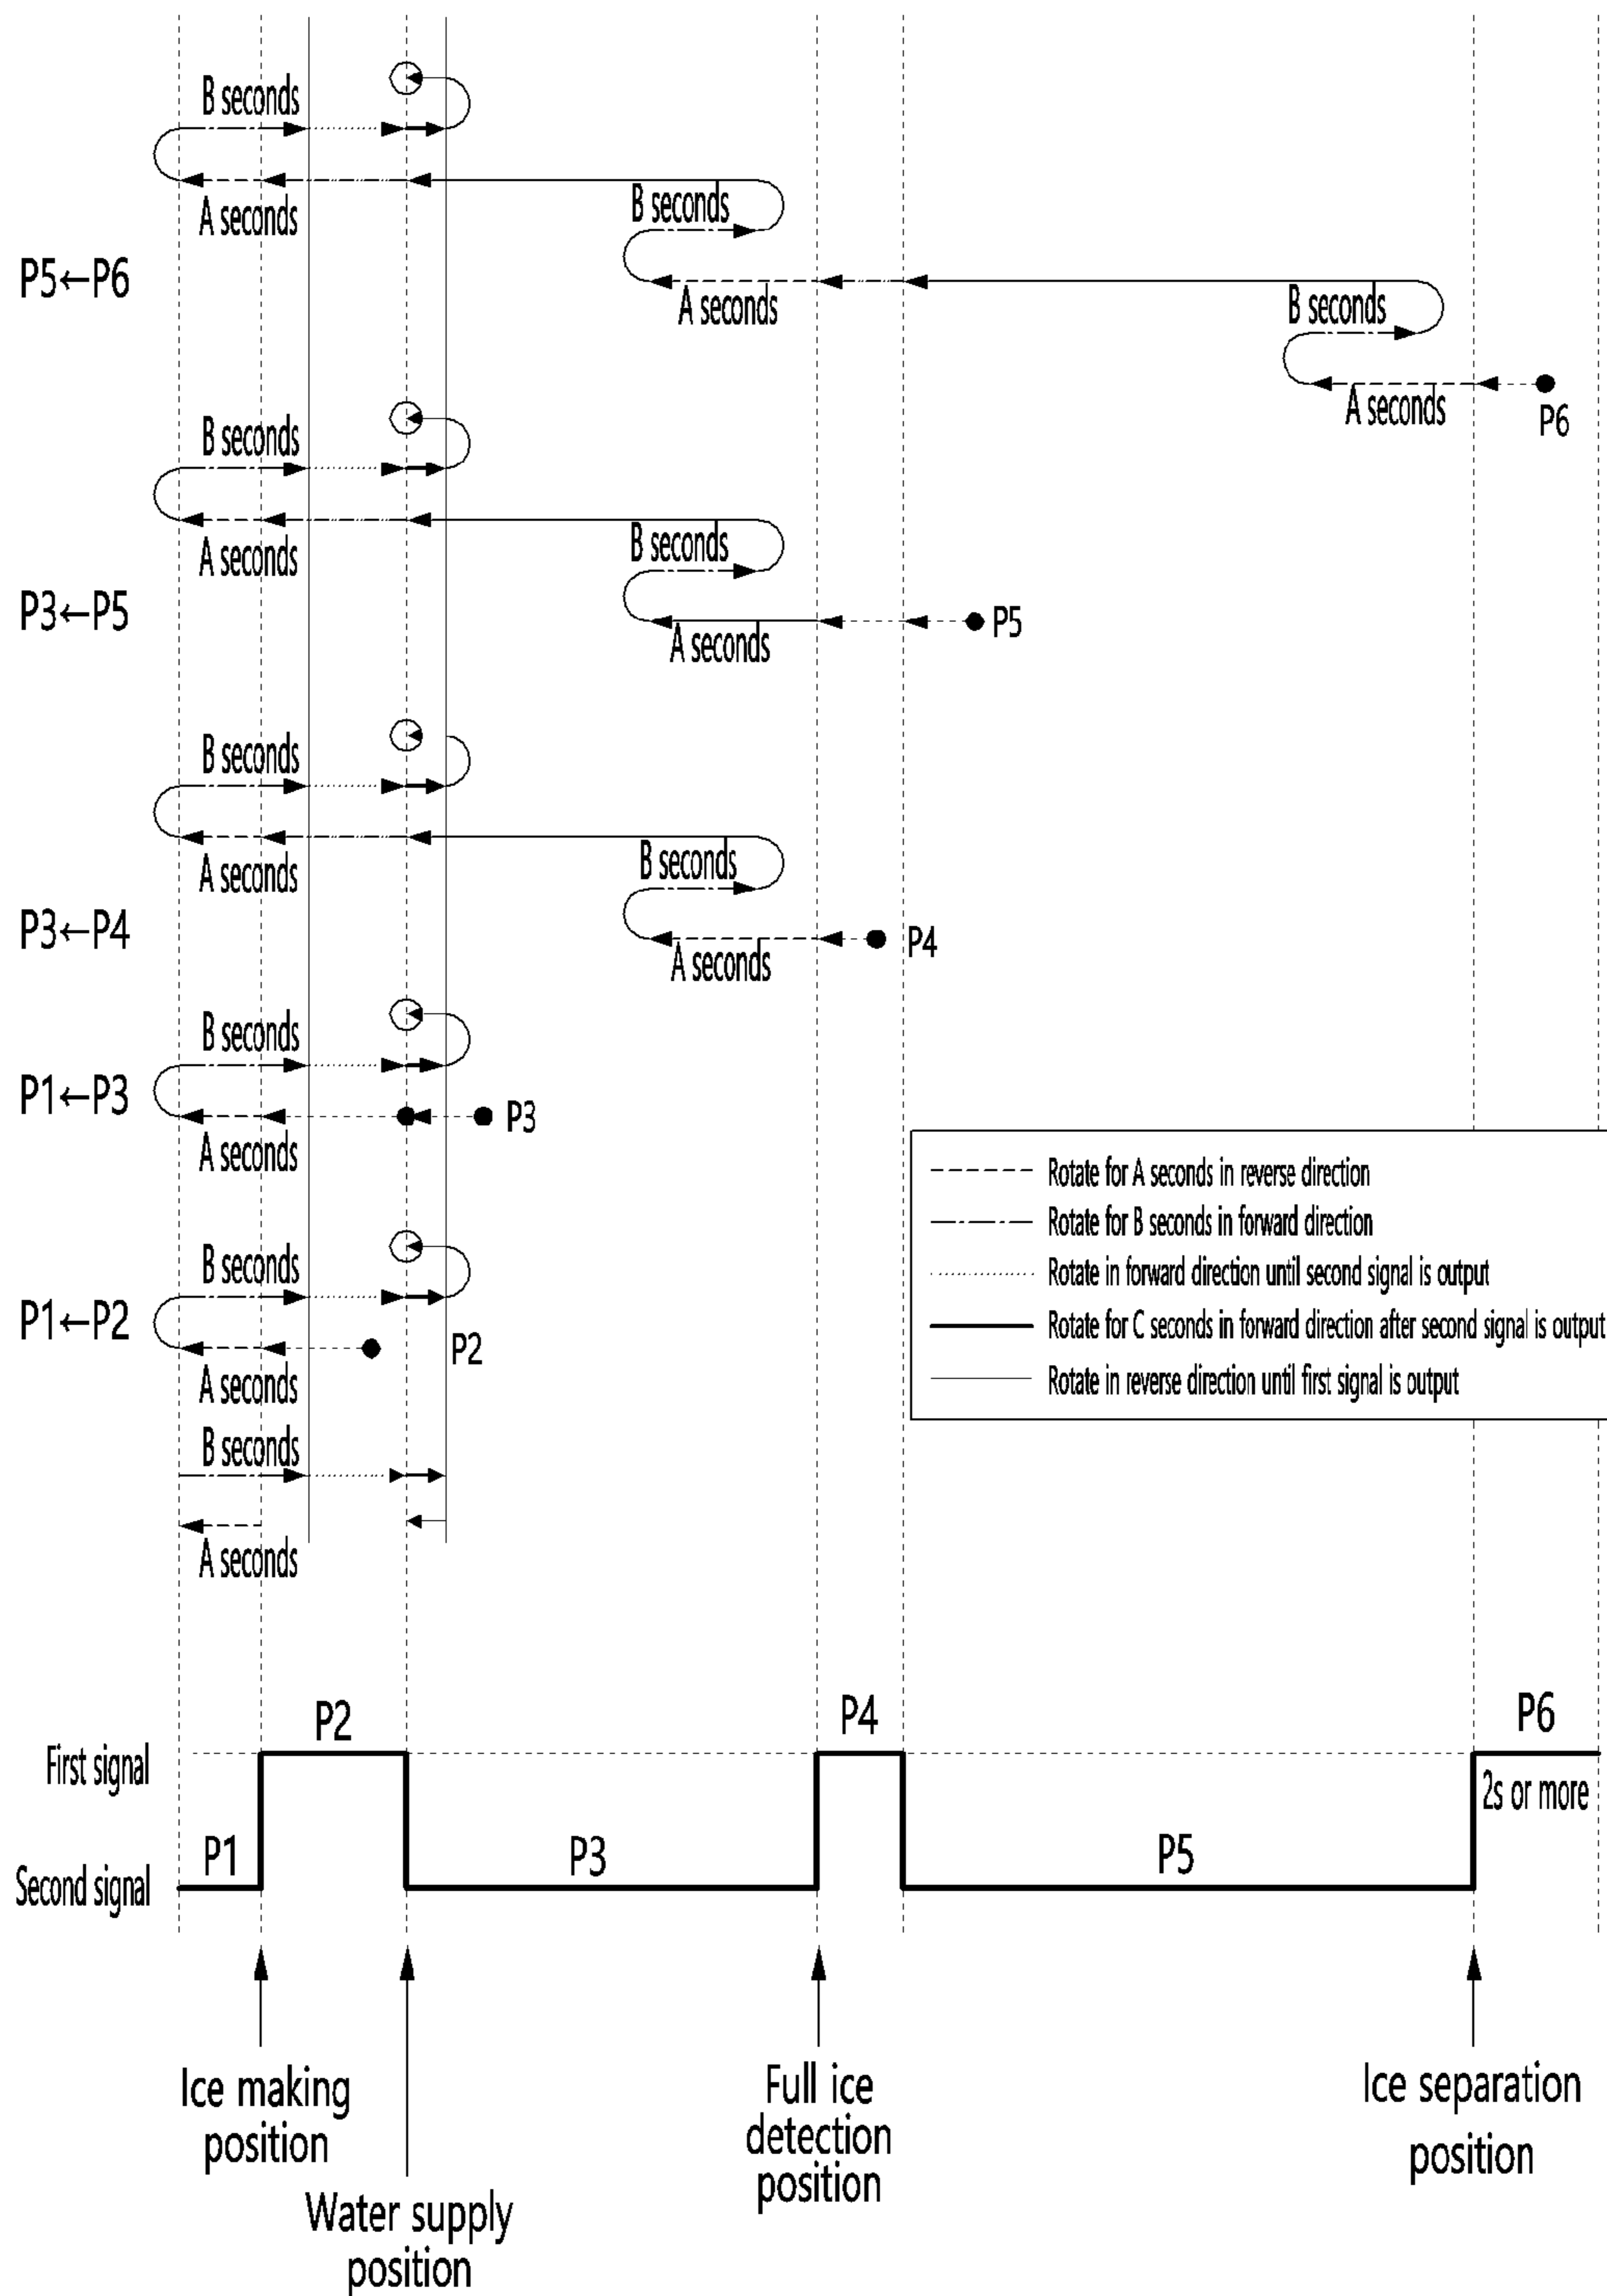 B seconds
A seconds
B seconds
P5←P6
A seconds
B seconds
A seconds
P6
B seconds
A seconds
B seconds
P3←P5
P5
A seconds
B seconds
A seconds
B seconds
P3←P4
P4
A seconds
B seconds
P1←P3
P3
A seconds
Rotate for A seconds in reverse direction
Rotate for B seconds in forward direction
Rotate in forward direction until second signal is output
Rotate for C seconds in forward direction after second signal is output
Rotate in reverse direction until first signal is output
B seconds
P1←P2
P2
A seconds
B seconds
A seconds
P2
P4
P6
First signal
2s or more
P1
P3
P5
Second signal
Ice making
position
Water supply
position
Full ice
detection
position
Ice separation
position